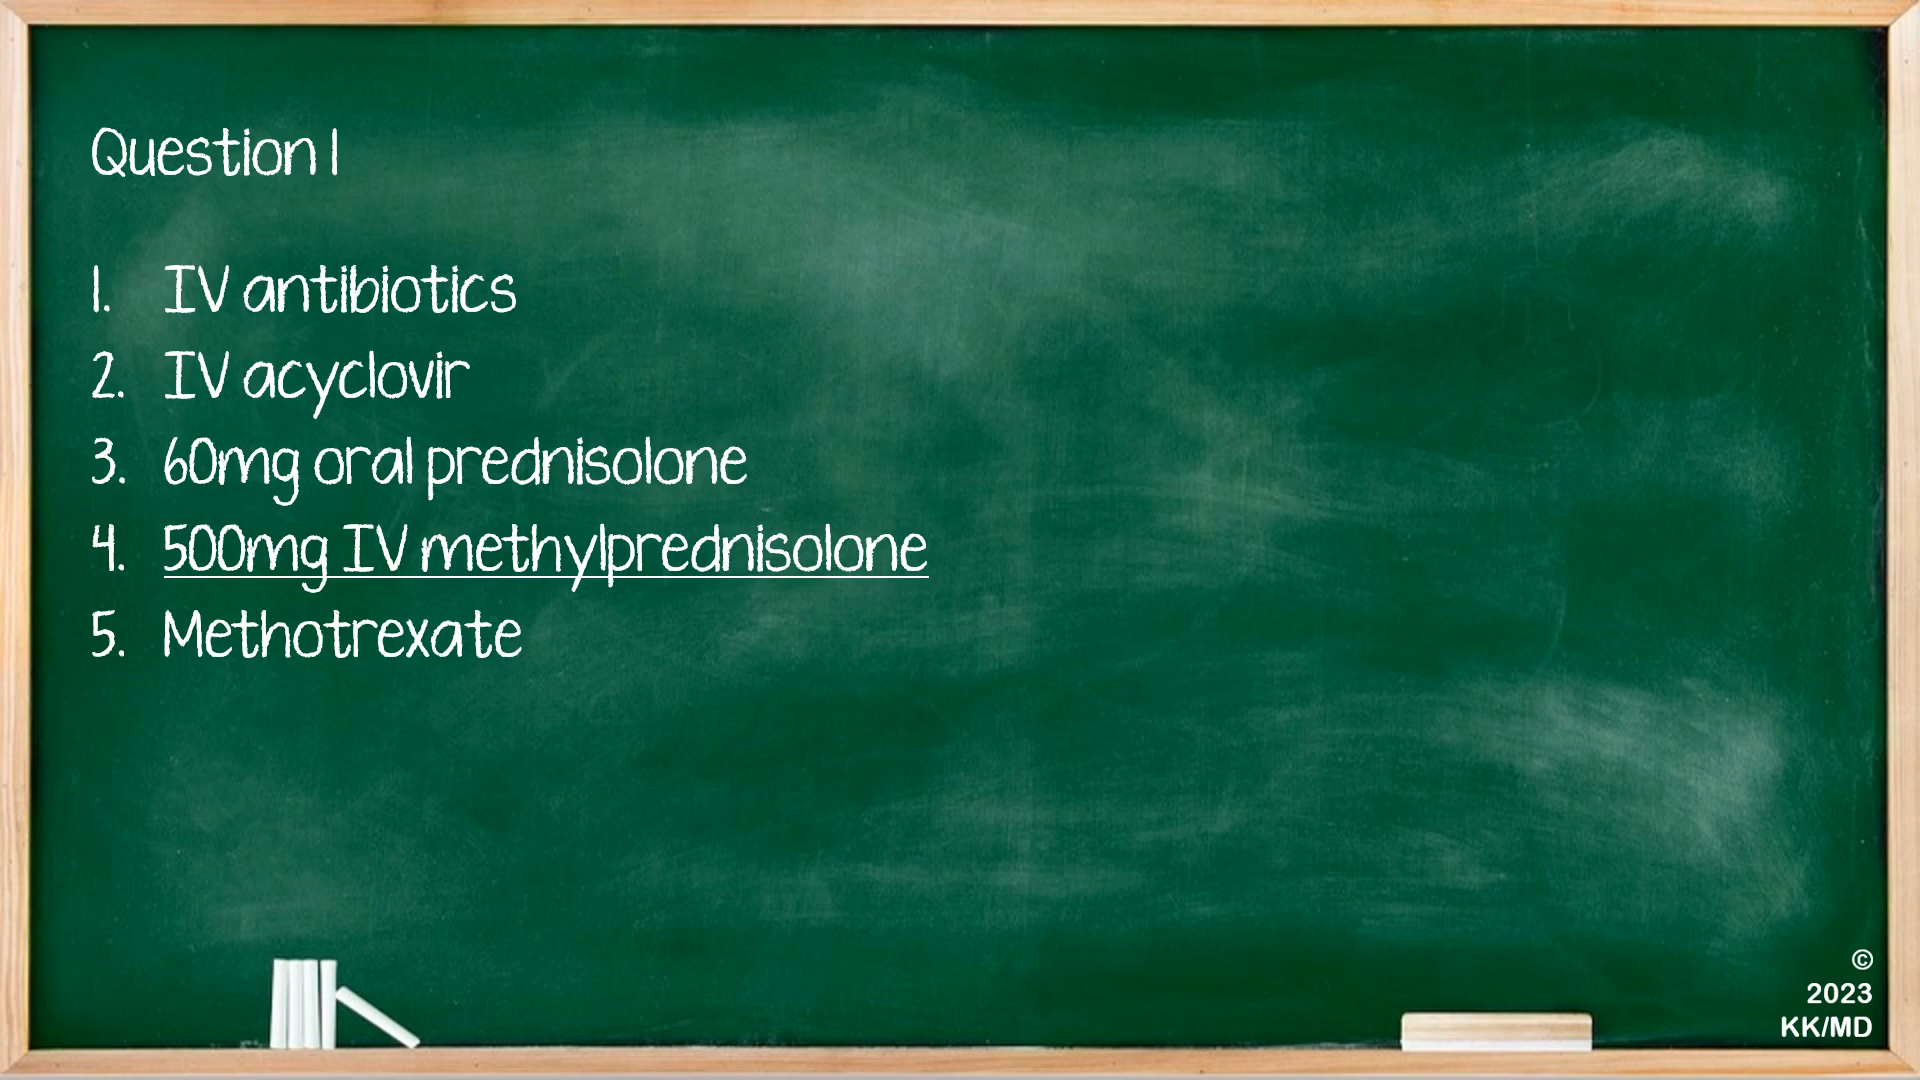 Question 1
1. IV antibiotics
2. IV acyclovir
3. 60mg oral prednisolone
4. 500mg IV methylprednisolone
5. Methotrexate
©
2023
KK/MD